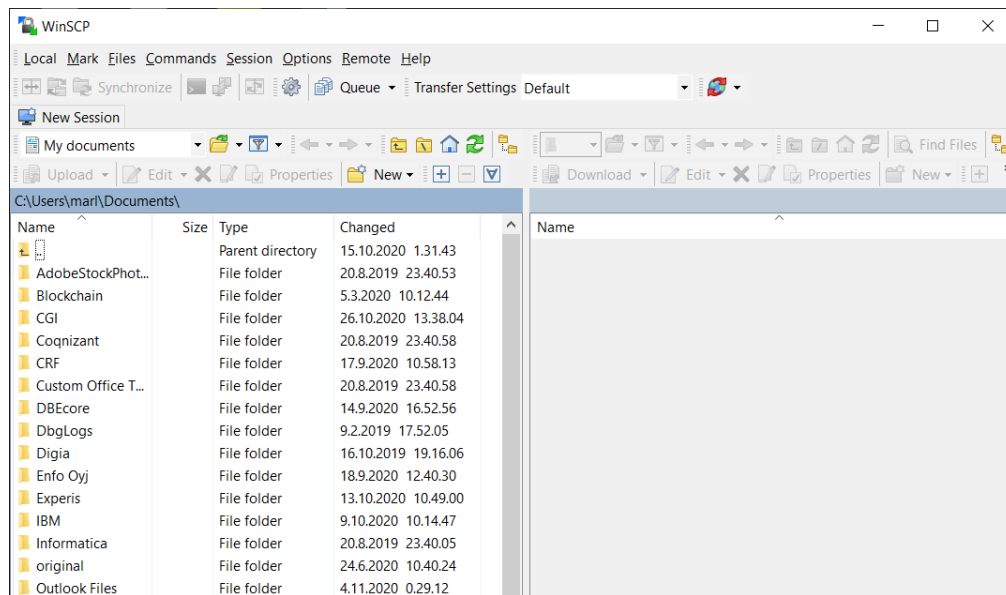 WinSCP
Local Mark Files Commands Session Options Remote Help
Synchronize Queue Transfer Settings Default
New Session
My documents Find Files
Upload Edit Properties New Download Edit Properties New
C:\Users\marl\Documents\
Name Size Type Changed Name
.. Parent directory 15.10.2020 1.31.43
AdobeStockPhot... File folder 20.8.2019 23.40.53
Blockchain File folder 5.3.2020 10.12.44
CGI File folder 26.10.2020 13.38.04
Coqnizant File folder 20.8.2019 23.40.58
CRF File folder 17.9.2020 10.58.13
Custom Office T... File folder 20.8.2019 23.40.58
DBEcore File folder 14.9.2020 16.52.56
DbgLogs File folder 9.2.2019 17.52.05
Digia File folder 16.10.2019 19.16.06
Enfo Oyj File folder 18.9.2020 12.40.30
Experis File folder 13.10.2020 10.49.00
IBM File folder 9.10.2020 10.14.47
Informatica File folder 20.8.2019 23.40.05
original File folder 24.6.2020 10.40.24
Outlook Files File folder 4.11.2020 0.29.12